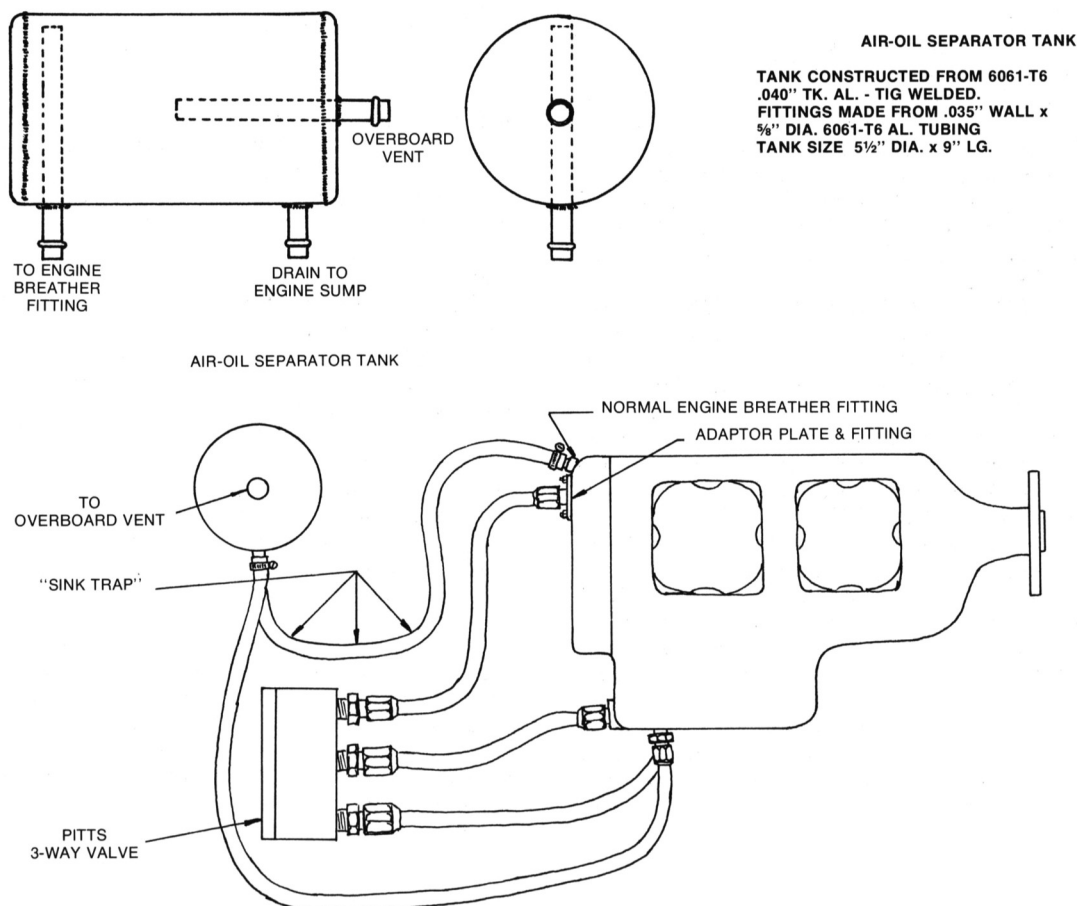 AIR-OIL SEPARATOR TANK
TANK CONSTRUCTED FROM 6061-T6
.040" TK. AL. - TIG WELDED.
FITTINGS MADE FROM .035" WALL x
⅝" DIA. 6061-T6 AL. TUBING
TANK SIZE 5½" DIA. x 9" LG.
OVERBOARD
VENT
TO ENGINE
BREATHER
FITTING
DRAIN TO
ENGINE SUMP
AIR-OIL SEPARATOR TANK
NORMAL ENGINE BREATHER FITTING
ADAPTOR PLATE & FITTING
TO
OVERBOARD VENT
"SINK TRAP"
PITTS
3-WAY VALVE